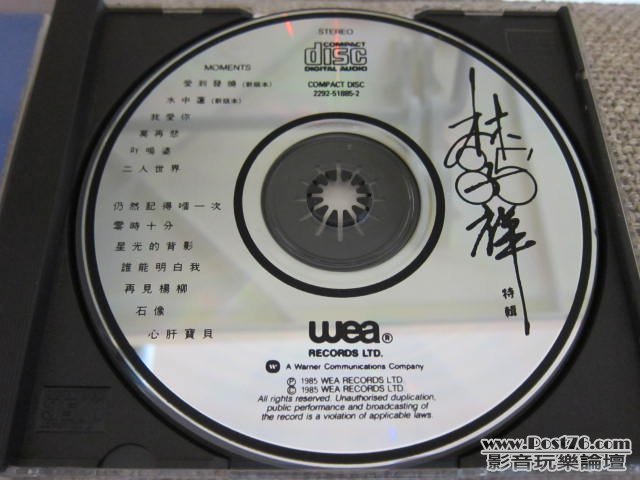 STEREO
COMPACT
disc
DIGITAL AUDIO
COMPACT DISC
2292-51885-2
MOMENTS
愛到發燒 (新版本)
水中蓮 (新版本)
我愛你
莫再悲
吖嗚婆
二人世界
仍然記得嗰一次
零時十分
星光的背影
誰能明白我
再見楊柳
石像
心肝寶貝
林子祥
特輯
wea®
RECORDS LTD.
A Warner Communications Company
Ⓟ 1985 WEA RECORDS LTD
© 1985 WEA RECORDS LTD.
All rights reserved. Unauthorised duplication,
public performance and broadcasting of
the record is a violation of applicable laws.
www.Post76.com
影音玩樂論壇